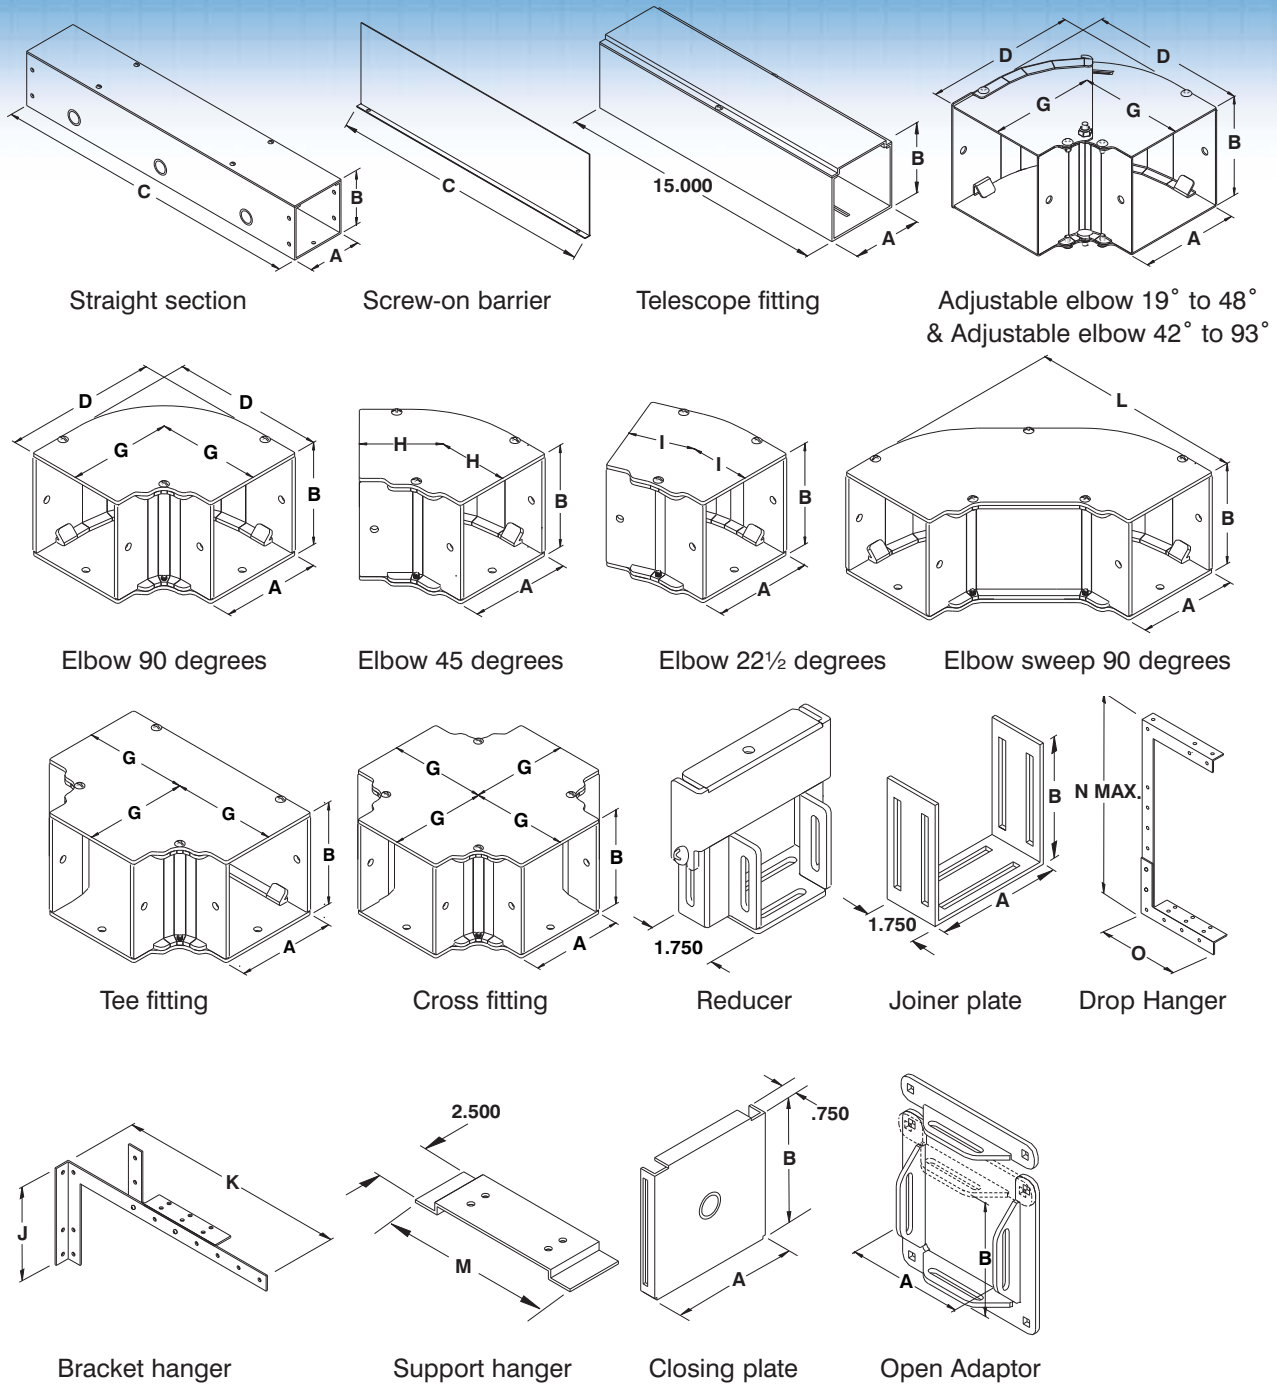 C
B
A
Straight section
C
Screw-on barrier
15.000
B
A
Telescope fitting
D
D
G
G
B
A
Adjustable elbow 19˚ to 48˚
& Adjustable elbow 42˚ to 93˚
D
D
G
G
B
A
Elbow 90 degrees
H
H
B
A
Elbow 45 degrees
I
I
B
A
Elbow 22½ degrees
L
B
A
Elbow sweep 90 degrees
G
G
G
B
A
Tee fitting
G
G
G
G
B
A
Cross fitting
1.750
Reducer
B
A
1.750
Joiner plate
N MAX.
O
Drop Hanger
K
J
Bracket hanger
2.500
M
Support hanger
.750
B
A
Closing plate
A
B
Open Adaptor